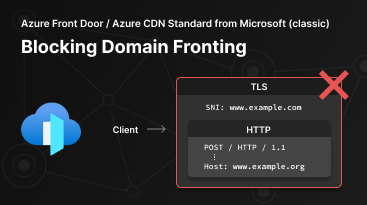 Azure Front Door / Azure CDN Standard from Microsoft (classic)
Blocking Domain Fronting
TLS
SNI: www.example.com
Client
HTTP
POST / HTTP / 1.1
⋮
Host: www.example.org